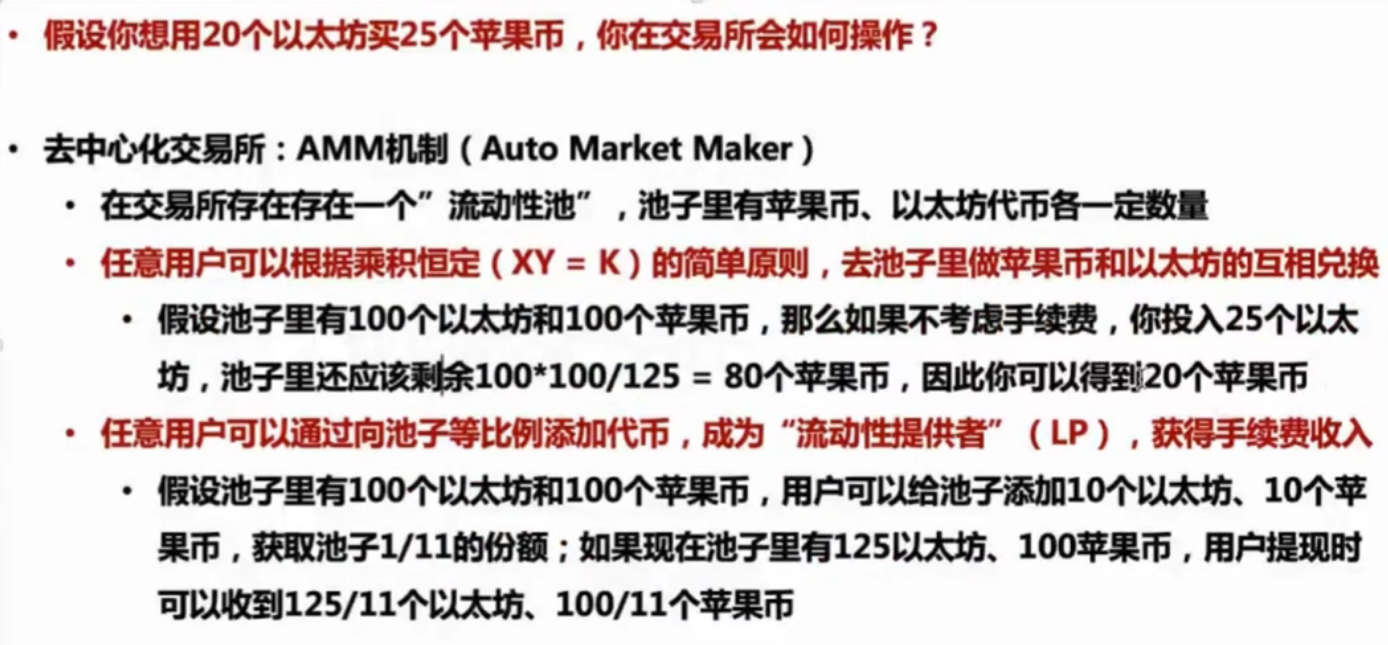 • 假设你想用20个以太坊买25个苹果币，你在交易所会如何操作？
• 去中心化交易所：AMM机制（Auto Market Maker）
• 在交易所存在存在一个”流动性池”，池子里有苹果币、以太坊代币各一定数量
• 任意用户可以根据乘积恒定（XY = K）的简单原则，去池子里做苹果币和以太坊的互相兑换
• 假设池子里有100个以太坊和100个苹果币，那么如果不考虑手续费，你投入25个以太
坊，池子里还应该剩余100*100/125 = 80个苹果币，因此你可以得到20个苹果币
• 任意用户可以通过向池子等比例添加代币，成为“流动性提供者”（LP），获得手续费收入
• 假设池子里有100个以太坊和100个苹果币，用户可以给池子添加10个以太坊、10个苹
果币，获取池子1/11的份额；如果现在池子里有125以太坊、100苹果币，用户提现时
可以收到125/11个以太坊、100/11个苹果币